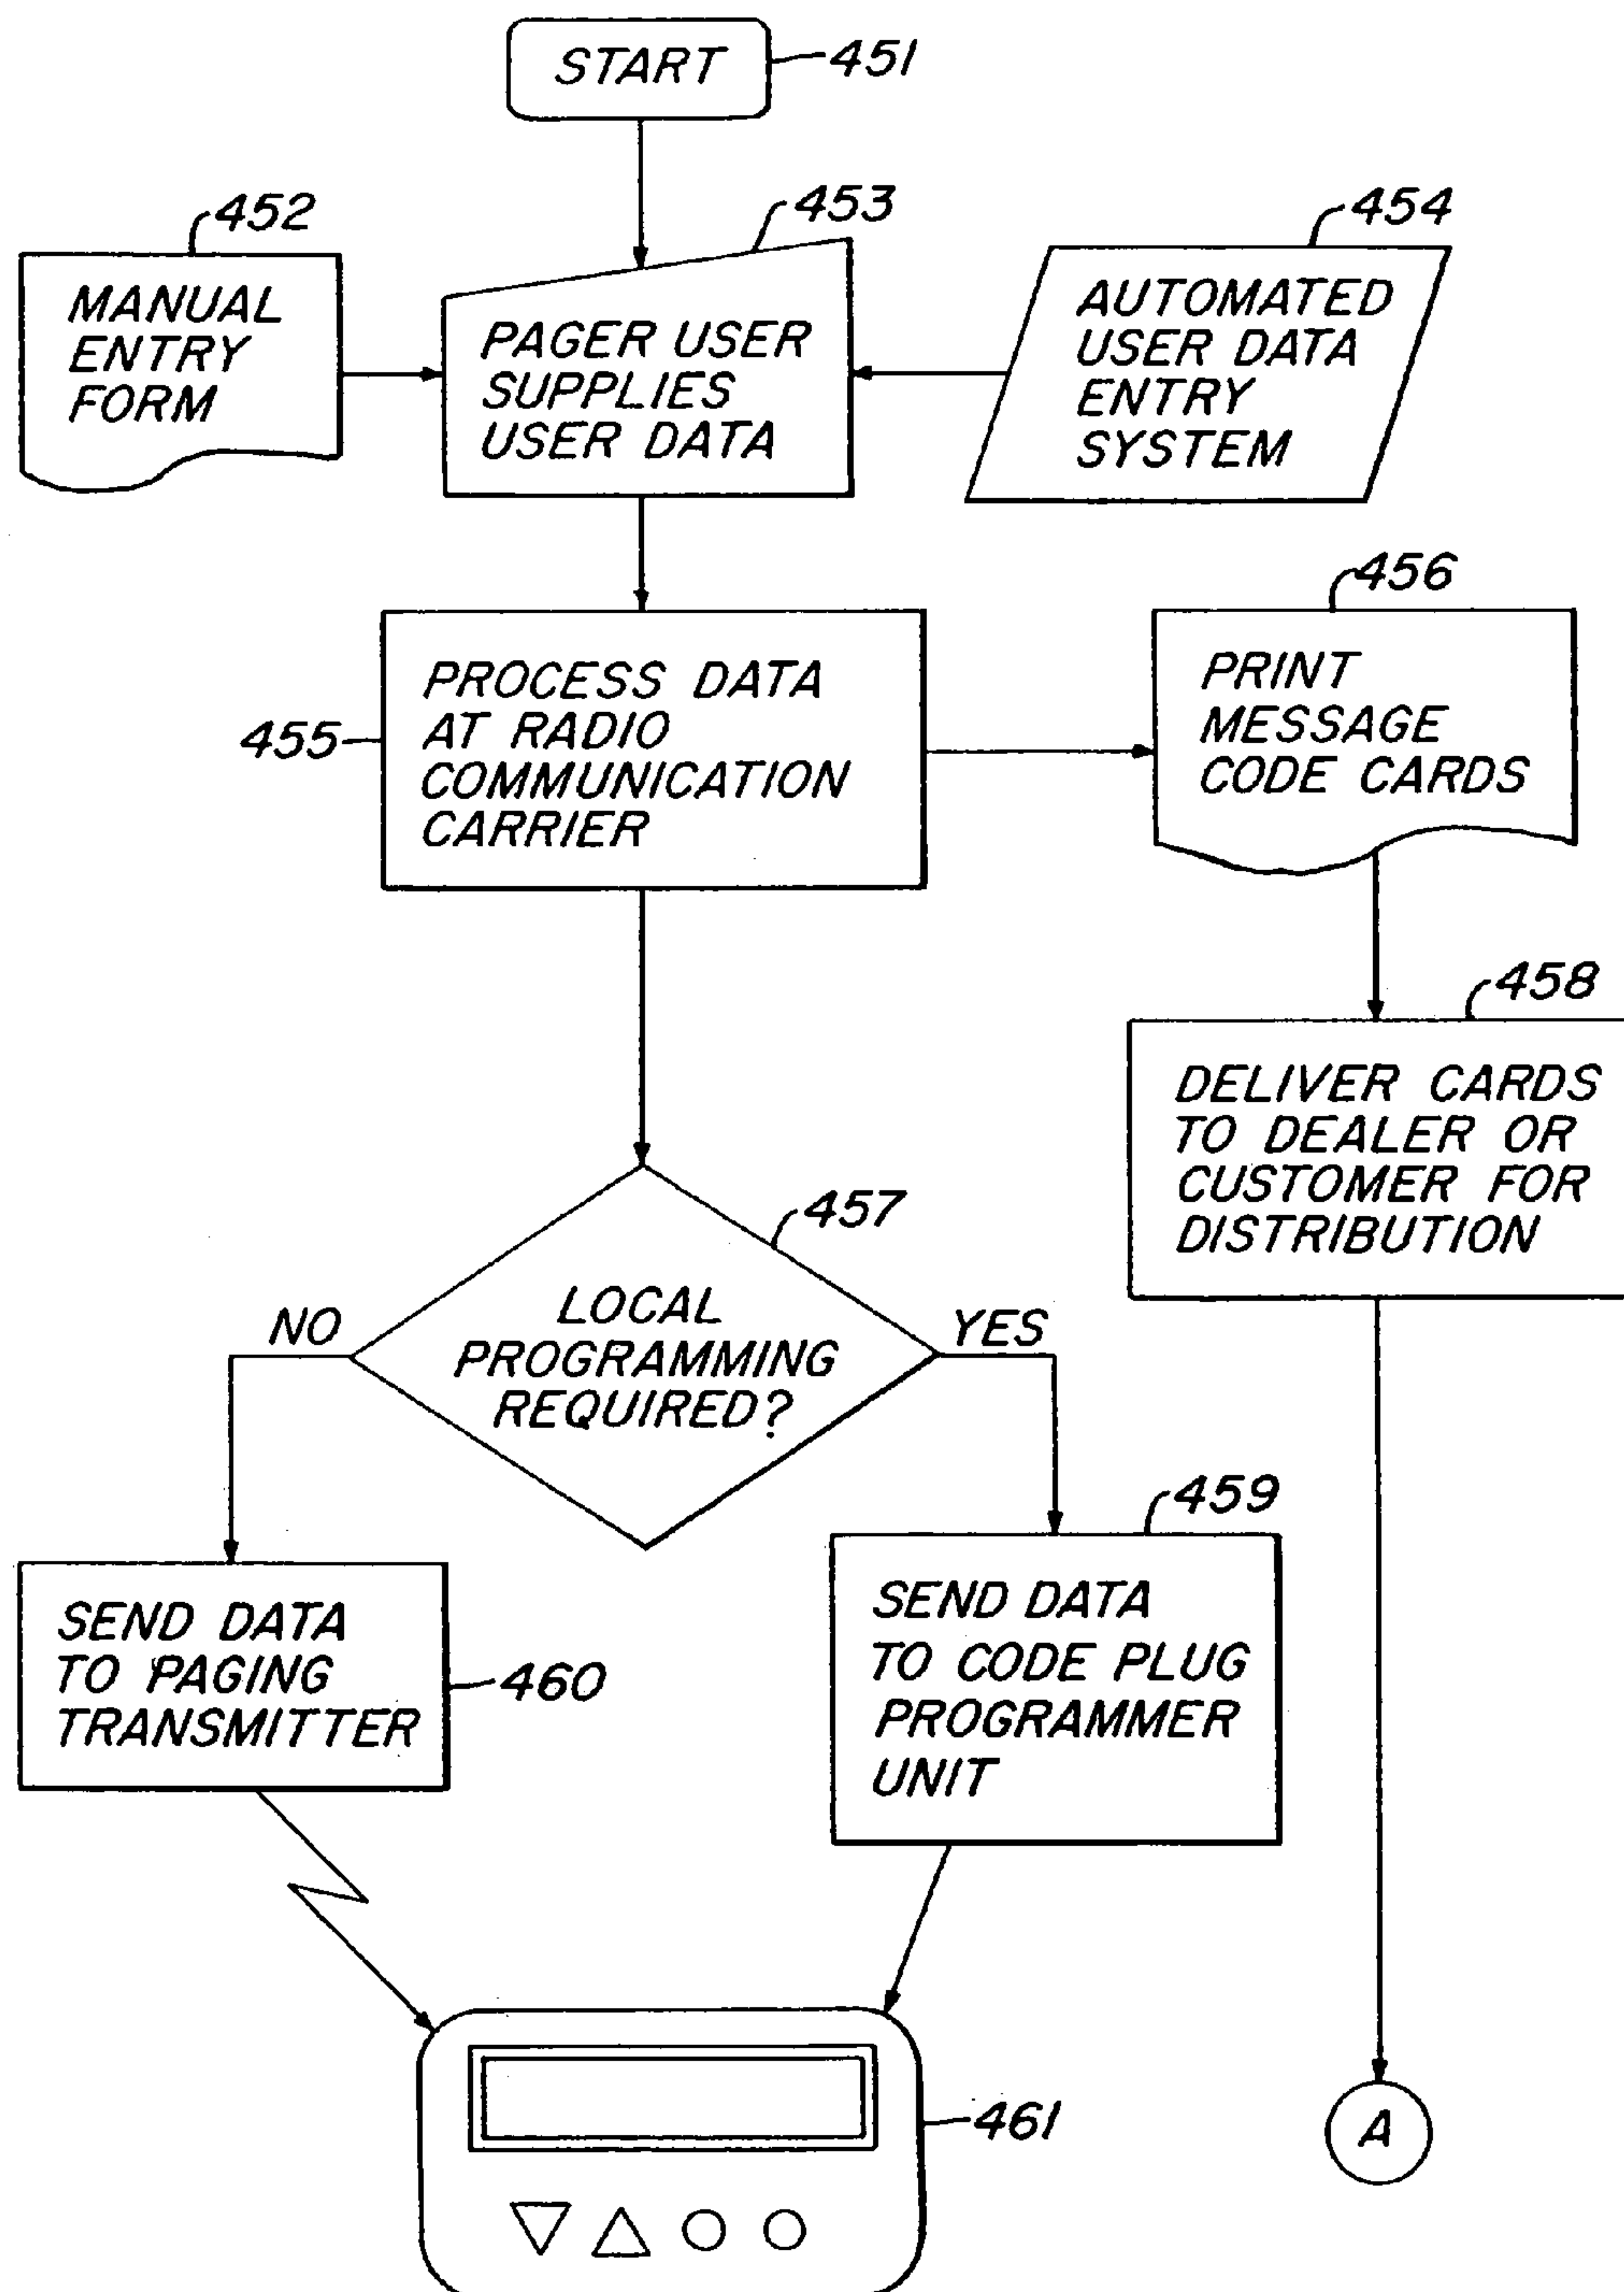 START
451
452
MANUAL
ENTRY
FORM
453
PAGER USER
SUPPLIES
USER DATA
454
AUTOMATED
USER DATA
ENTRY
SYSTEM
455
PROCESS DATA
AT RADIO
COMMUNICATION
CARRIER
456
PRINT
MESSAGE
CODE CARDS
458
DELIVER CARDS
TO DEALER OR
CUSTOMER FOR
DISTRIBUTION
457
LOCAL
PROGRAMMING
REQUIRED?
NO
YES
460
SEND DATA
TO PAGING
TRANSMITTER
459
SEND DATA
TO CODE PLUG
PROGRAMMER
UNIT
461
A